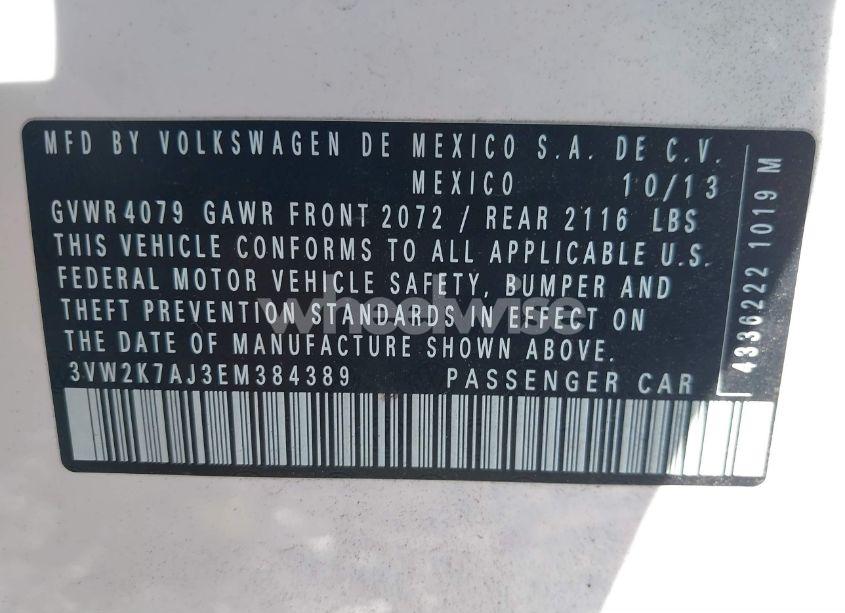 MFD BY VOLKSWAGEN DE MEXICO S.A. DE C.V.
MEXICO 10/13
GVWR 4079 GAWR FRONT 2072 / REAR 2116 LBS
THIS VEHICLE CONFORMS TO ALL APPLICABLE U.S.
FEDERAL MOTOR VEHICLE SAFETY, BUMPER AND
THEFT PREVENTION STANDARDS IN EFFECT ON
THE DATE OF MANUFACTURE SHOWN ABOVE.
3VW2K7AJ3EM384389 PASSENGER CAR
4336222 1019 M
wheelwise